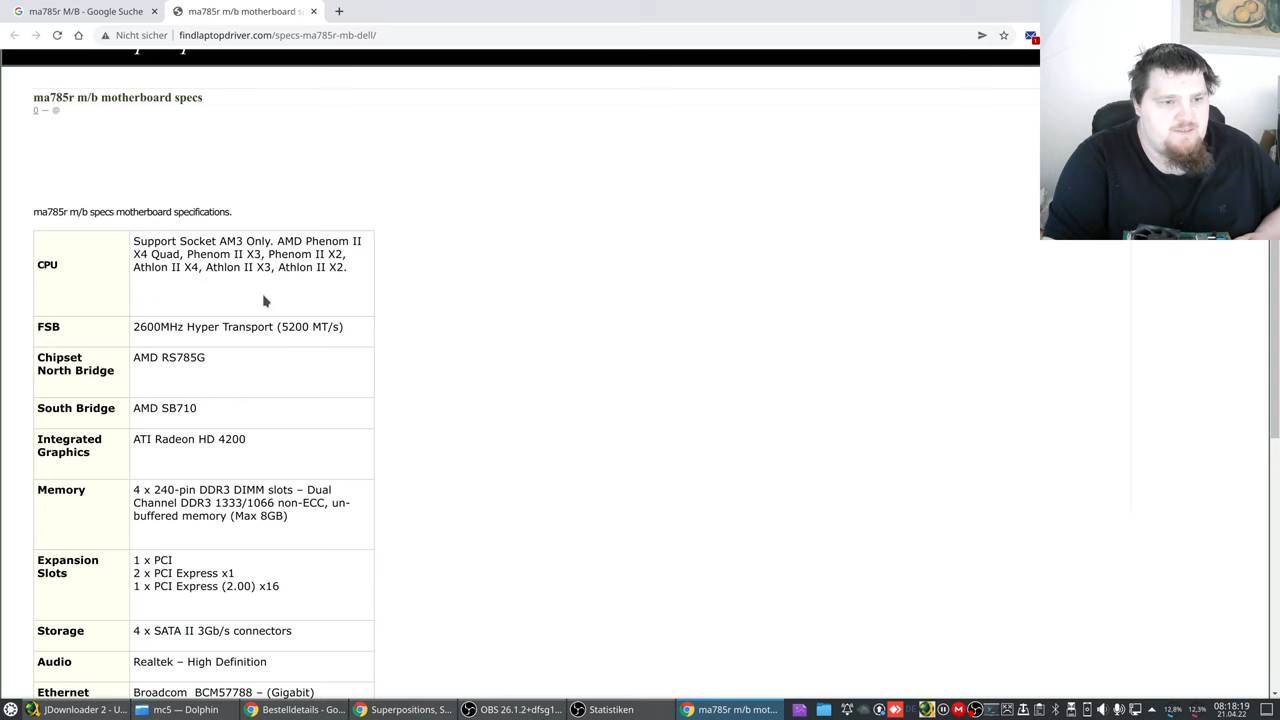 ma785r M/B - Google Suche
ma785r m/b motherboard sp
Nicht sicher
findlaptopdriver.com/specs-ma785r-mb-dell/
ma785r m/b motherboard specs
0 — @
ma785r m/b specs motherboard specifications.
CPU
Support Socket AM3 Only. AMD Phenom II
X4 Quad, Phenom II X3, Phenom II X2,
Athlon II X4, Athlon II X3, Athlon II X2.
FSB
2600MHz Hyper Transport (5200 MT/s)
Chipset
North Bridge
AMD RS785G
South Bridge
AMD SB710
Integrated
Graphics
ATI Radeon HD 4200
Memory
4 x 240-pin DDR3 DIMM slots – Dual
Channel DDR3 1333/1066 non-ECC, un-
buffered memory (Max 8GB)
Expansion
Slots
1 x PCI
2 x PCI Express x1
1 x PCI Express (2.00) x16
Storage
4 x SATA II 3Gb/s connectors
Audio
Realtek – High Definition
Ethernet
Broadcom BCM57788 – (Gigabit)
JDownloader 2 - U...
mc5 — Dolphin
Bestelldetails - Go...
Superpositions, S...
OBS 26.1.2+dfsg1...
Statistiken
ma785r m/b mot...
DE
12,8%
12,3%
08:18:19
21.04.22